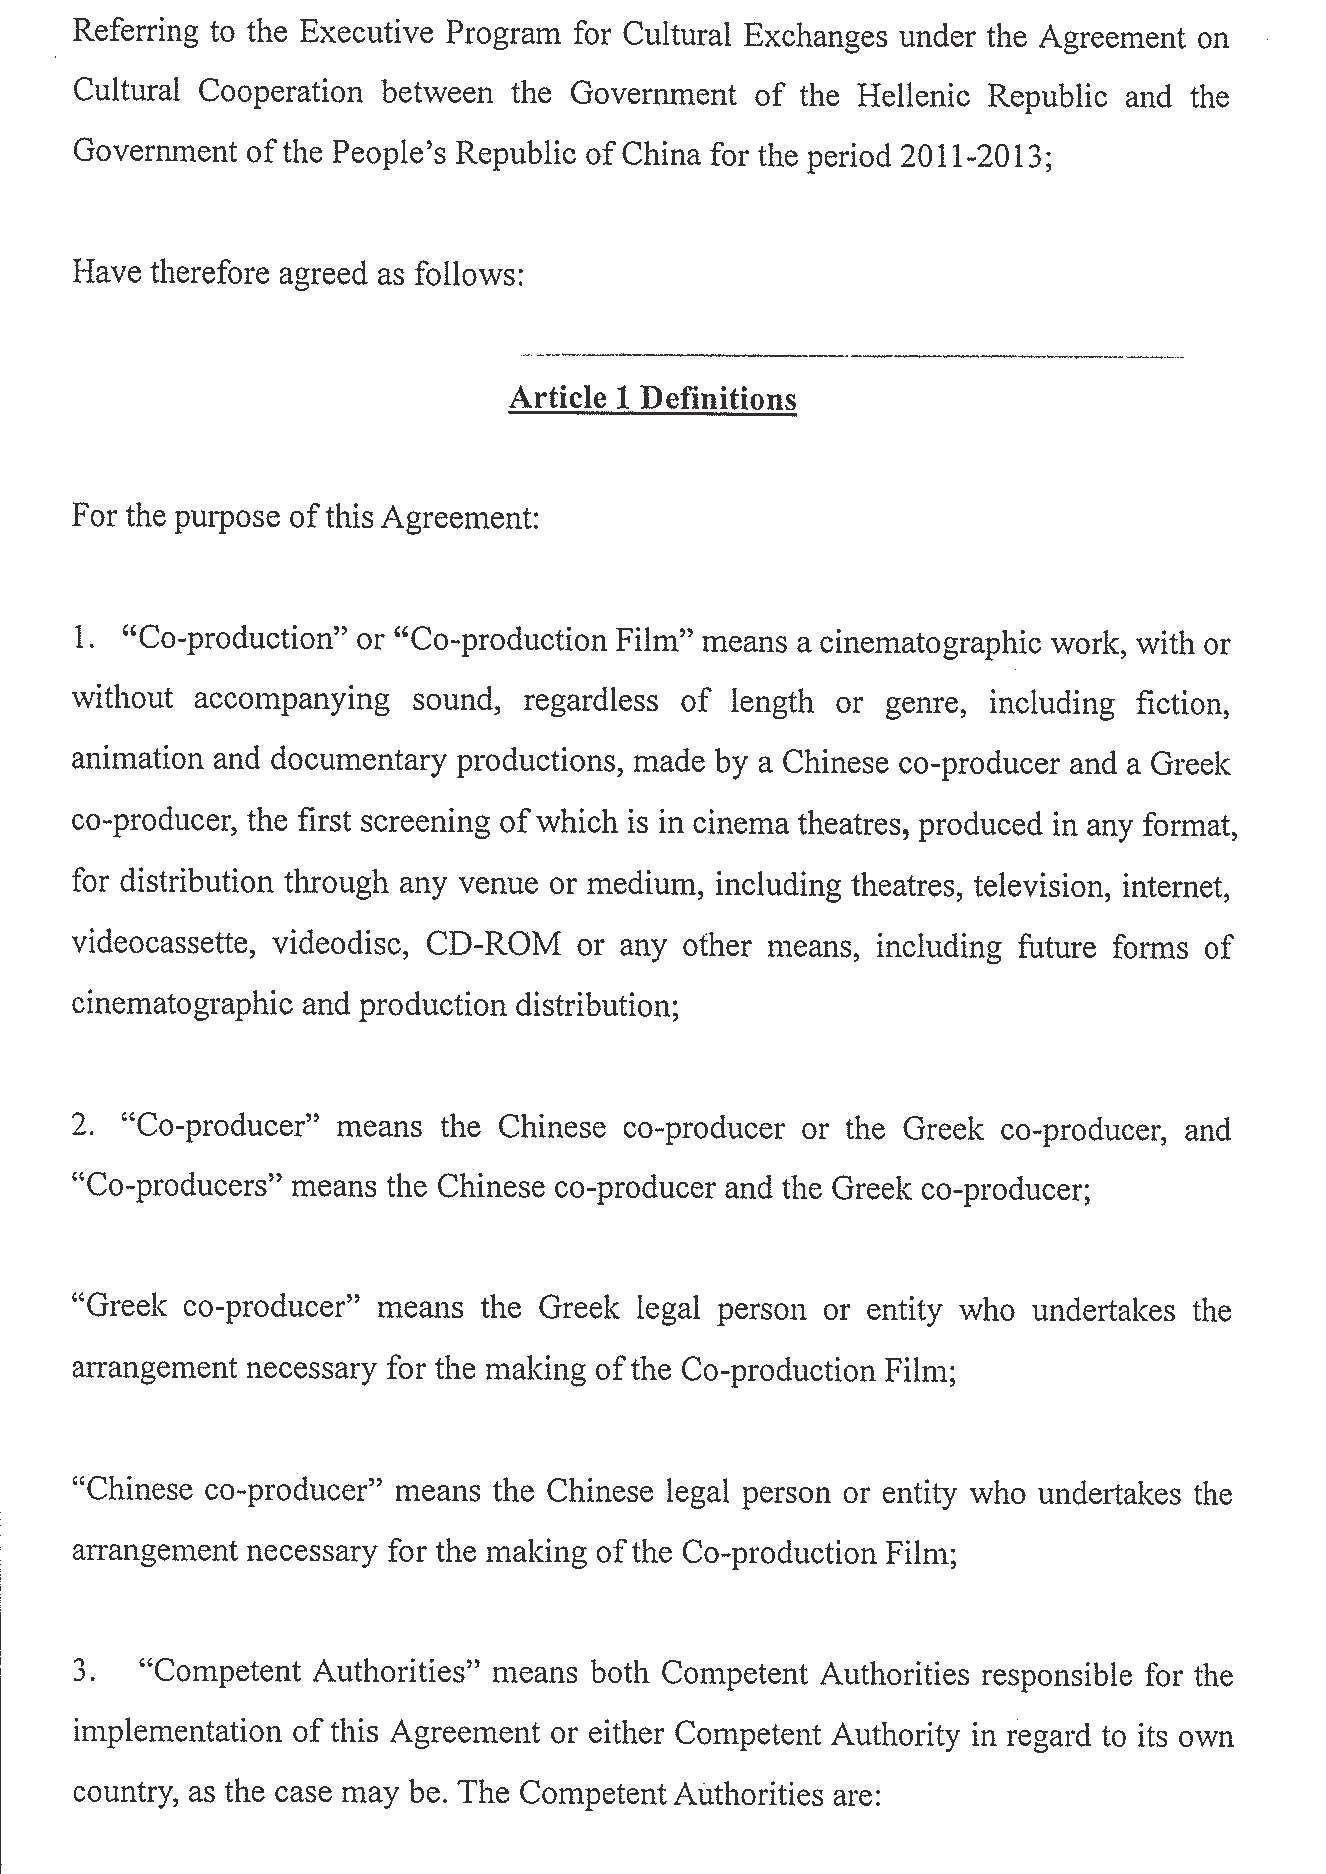 Referring to the Executive Program for Cultural Exchanges under the Agreement on
Cultural Cooperation between the Government of the Hellenic Republic and the
Government of the People's Republic of China for the period 2011-2013;
Have therefore agreed as follows:
Article 1 Definitions
For the purpose of this Agreement:
1. “Co-production” or “Co-production Film” means a cinematographic work, with or
without accompanying sound, regardless of length or genre, including fiction,
animation and documentary productions, made by a Chinese co-producer and a Greek
co-producer, the first screening of which is in cinema theatres, produced in any format,
for distribution through any venue or medium, including theatres, television, internet,
videocassette, videodisc, CD-ROM or any other means, including future forms of
cinematographic and production distribution;
2. “Co-producer” means the Chinese co-producer or the Greek co-producer, and
“Co-producers” means the Chinese co-producer and the Greek co-producer;
“Greek co-producer” means the Greek legal person or entity who undertakes the
arrangement necessary for the making of the Co-production Film;
“Chinese co-producer” means the Chinese legal person or entity who undertakes the
arrangement necessary for the making of the Co-production Film;
3. “Competent Authorities” means both Competent Authorities responsible for the
implementation of this Agreement or either Competent Authority in regard to its own
country, as the case may be. The Competent Authorities are: